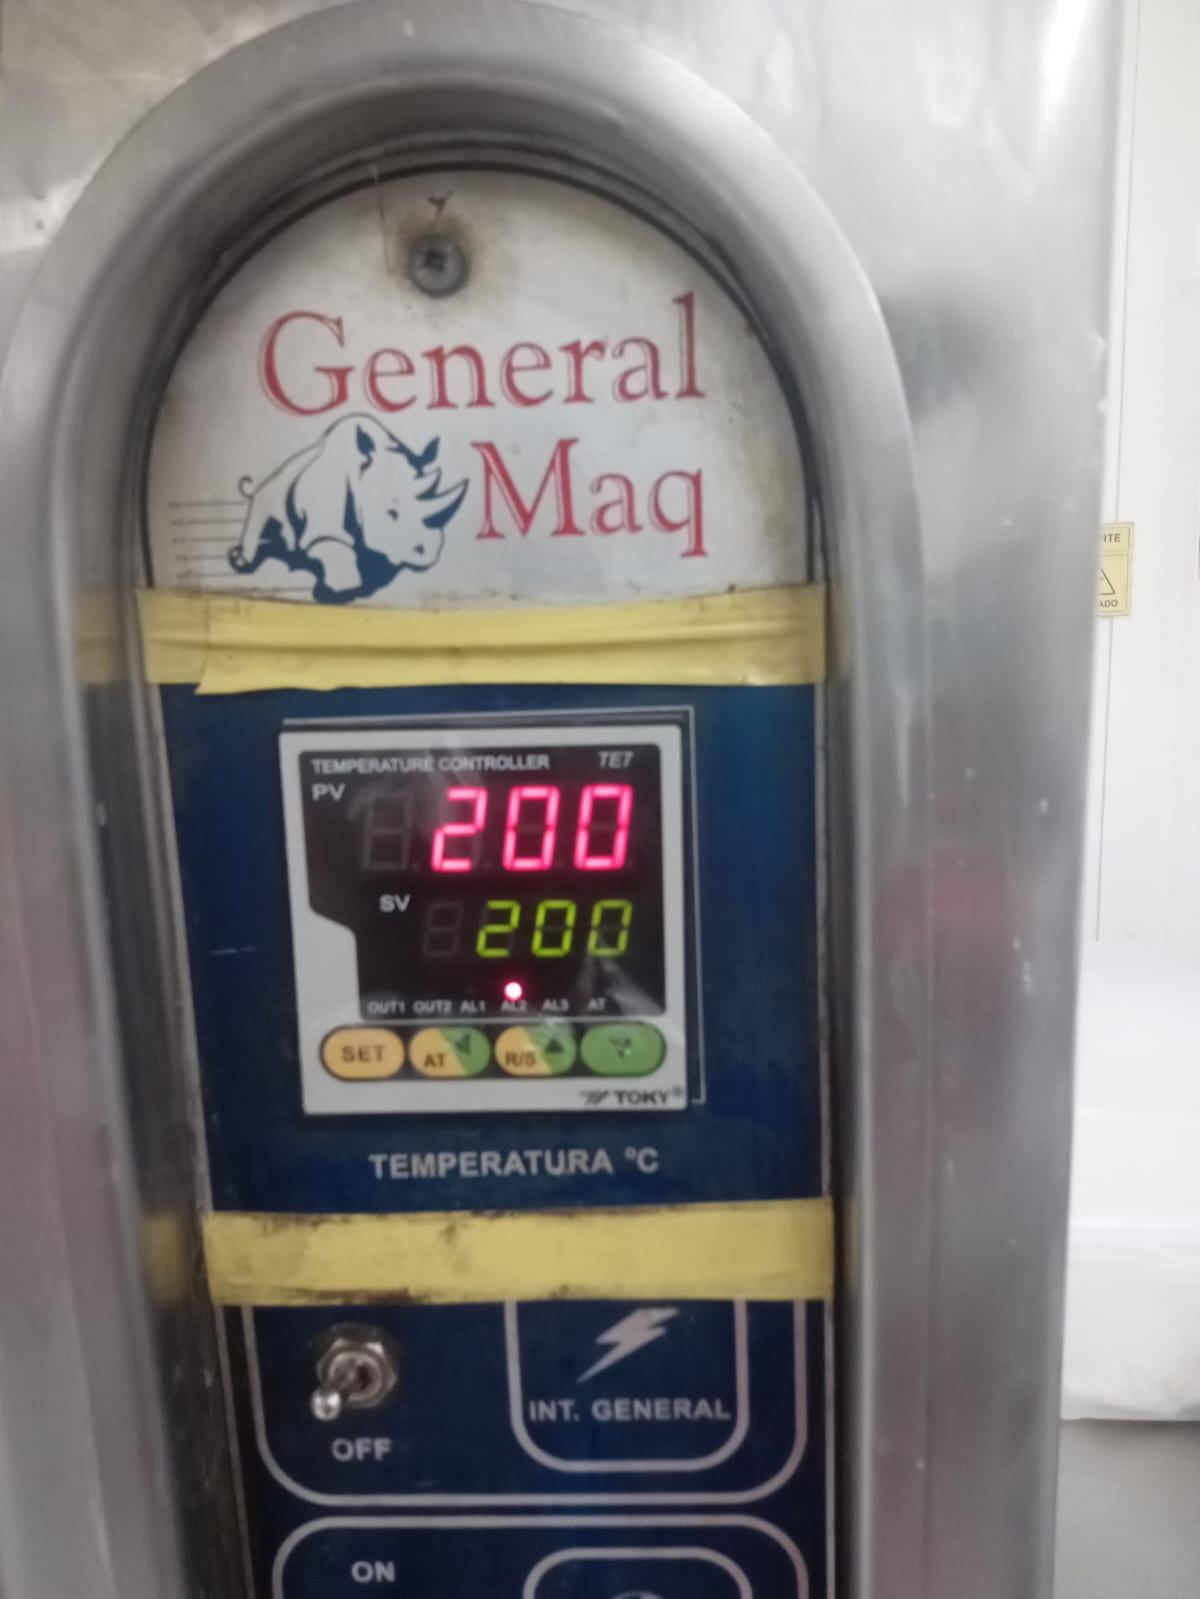 General
Maq
TEMPERATURE CONTROLLER TE7
PV 200
SV 200
OUT1 OUT2 AL1 AL2 AL3 AT
SET AT R/S
TOKY®
TEMPERATURA ºC
OFF
INT. GENERAL
ON